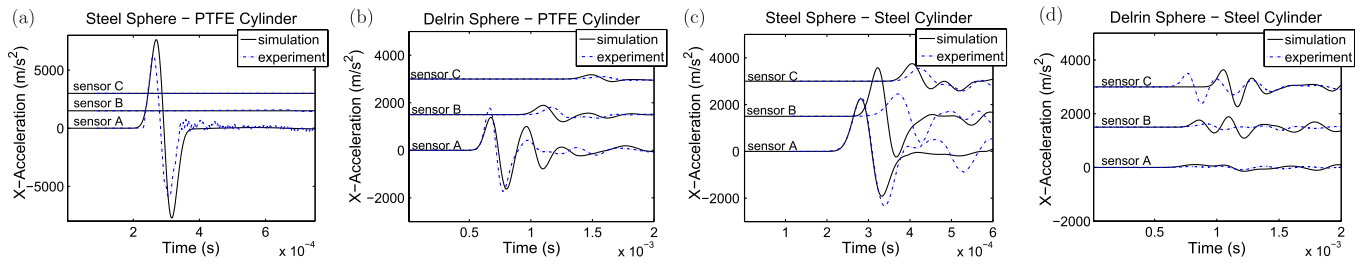 (a)
Steel Sphere − PTFE Cylinder
X−Acceleration (m/s²)
5000
0
−5000
simulation
experiment
sensor C
sensor B
sensor A
2
4
6
Time (s)
x 10⁻⁴
(b)
Delrin Sphere − PTFE Cylinder
X−Acceleration (m/s²)
4000
2000
0
−2000
simulation
experiment
sensor C
sensor B
sensor A
0.5
1
1.5
2
Time (s)
x 10⁻³
(c)
Steel Sphere − Steel Cylinder
X−Acceleration (m/s²)
4000
2000
0
−2000
simulation
experiment
sensor C
sensor B
sensor A
1
2
3
4
5
6
Time (s)
x 10⁻⁴
(d)
Delrin Sphere − Steel Cylinder
X−Acceleration (m/s²)
4000
2000
0
−2000
simulation
experiment
sensor C
sensor B
sensor A
0.5
1
1.5
2
Time (s)
x 10⁻³